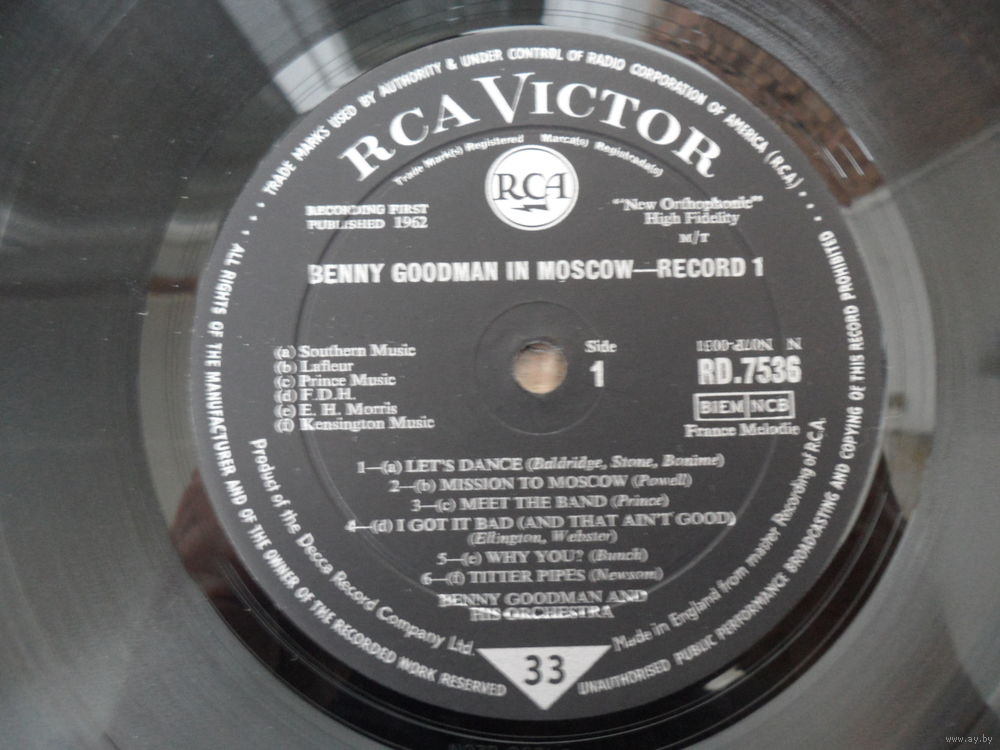 TRADE MARKS USED BY AUTHORITY & UNDER CONTROL OF RADIO CORPORATION OF AMERICA (RCA)
RCA VICTOR
Trade Mark(s) Registered Marca(s) Registrada(s)
RCA
RECORDING FIRST
PUBLISHED 1962
"New Orthophonic"
High Fidelity
M/T
BENNY GOODMAN IN MOSCOW—RECORD 1
(a) Southern Music
(b) Lafleur
(c) Prince Music
(d) F.D.H.
(e) E. H. Morris
(f) Kensington Music
Side
1
N
RD.7536
BIEM NCB
France Melodie
1—(a) LET'S DANCE (Baldridge, Stone, Bonime)
2—(b) MISSION TO MOSCOW (Powell)
3—(c) MEET THE BAND (Prince)
4—(d) I GOT IT BAD (AND THAT AIN'T GOOD)
(Ellington, Webster)
5—(e) WHY YOU? (Bunch)
6—(f) TITTER PIPES (Newsom)
BENNY GOODMAN AND
HIS ORCHESTRA
Product of the Decca Record Company Ltd.
Made in England from master Recording of R.C.A.
33
ALL RIGHTS OF THE MANUFACTURER AND OF THE OWNER OF THE RECORDED WORK RESERVED
UNAUTHORISED PUBLIC PERFORMANCE BROADCASTING AND COPYING OF THIS RECORD PROHIBITED
www.ay.by